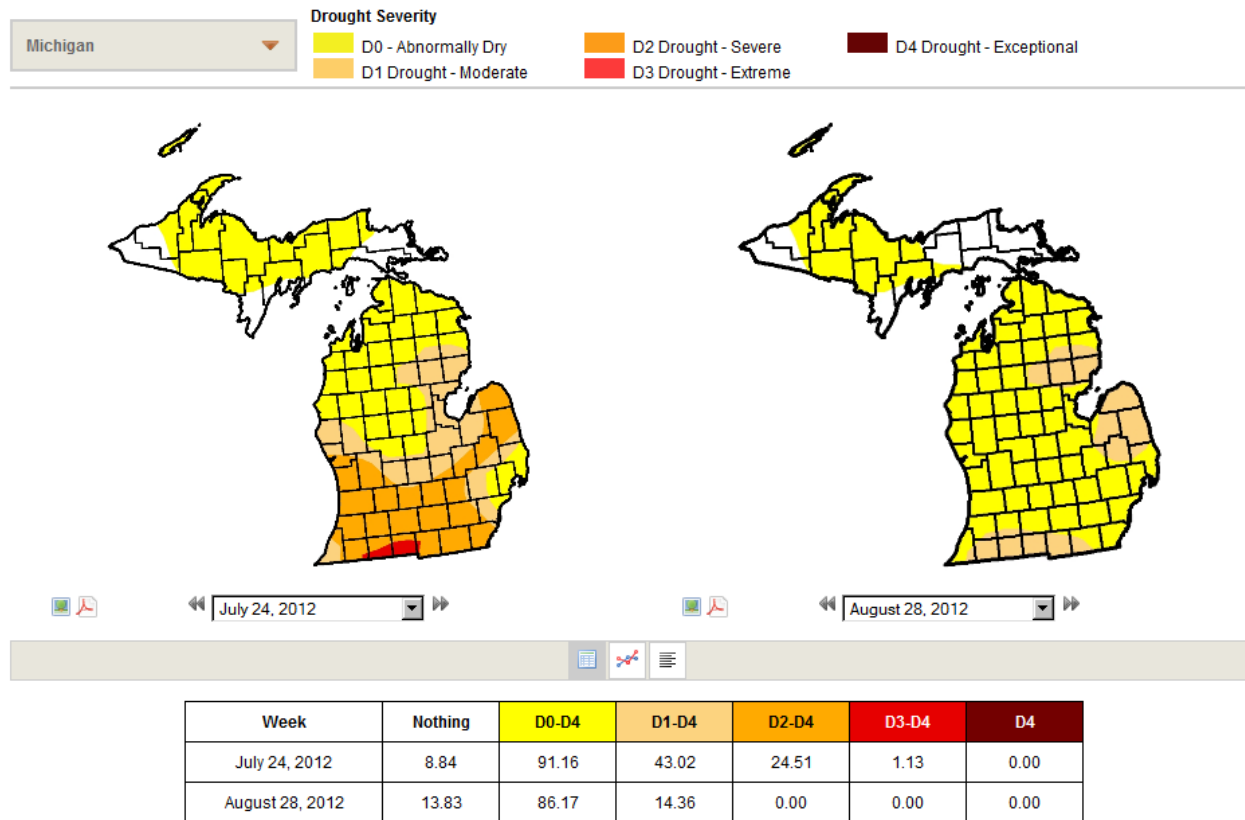 Michigan
Drought Severity
D0 - Abnormally Dry
D2 Drought - Severe
D4 Drought - Exceptional
D1 Drought - Moderate
D3 Drought - Extreme
July 24, 2012
August 28, 2012
Week Nothing D0-D4 D1-D4 D2-D4 D3-D4 D4
July 24, 2012 8.84 91.16 43.02 24.51 1.13 0.00
August 28, 2012 13.83 86.17 14.36 0.00 0.00 0.00